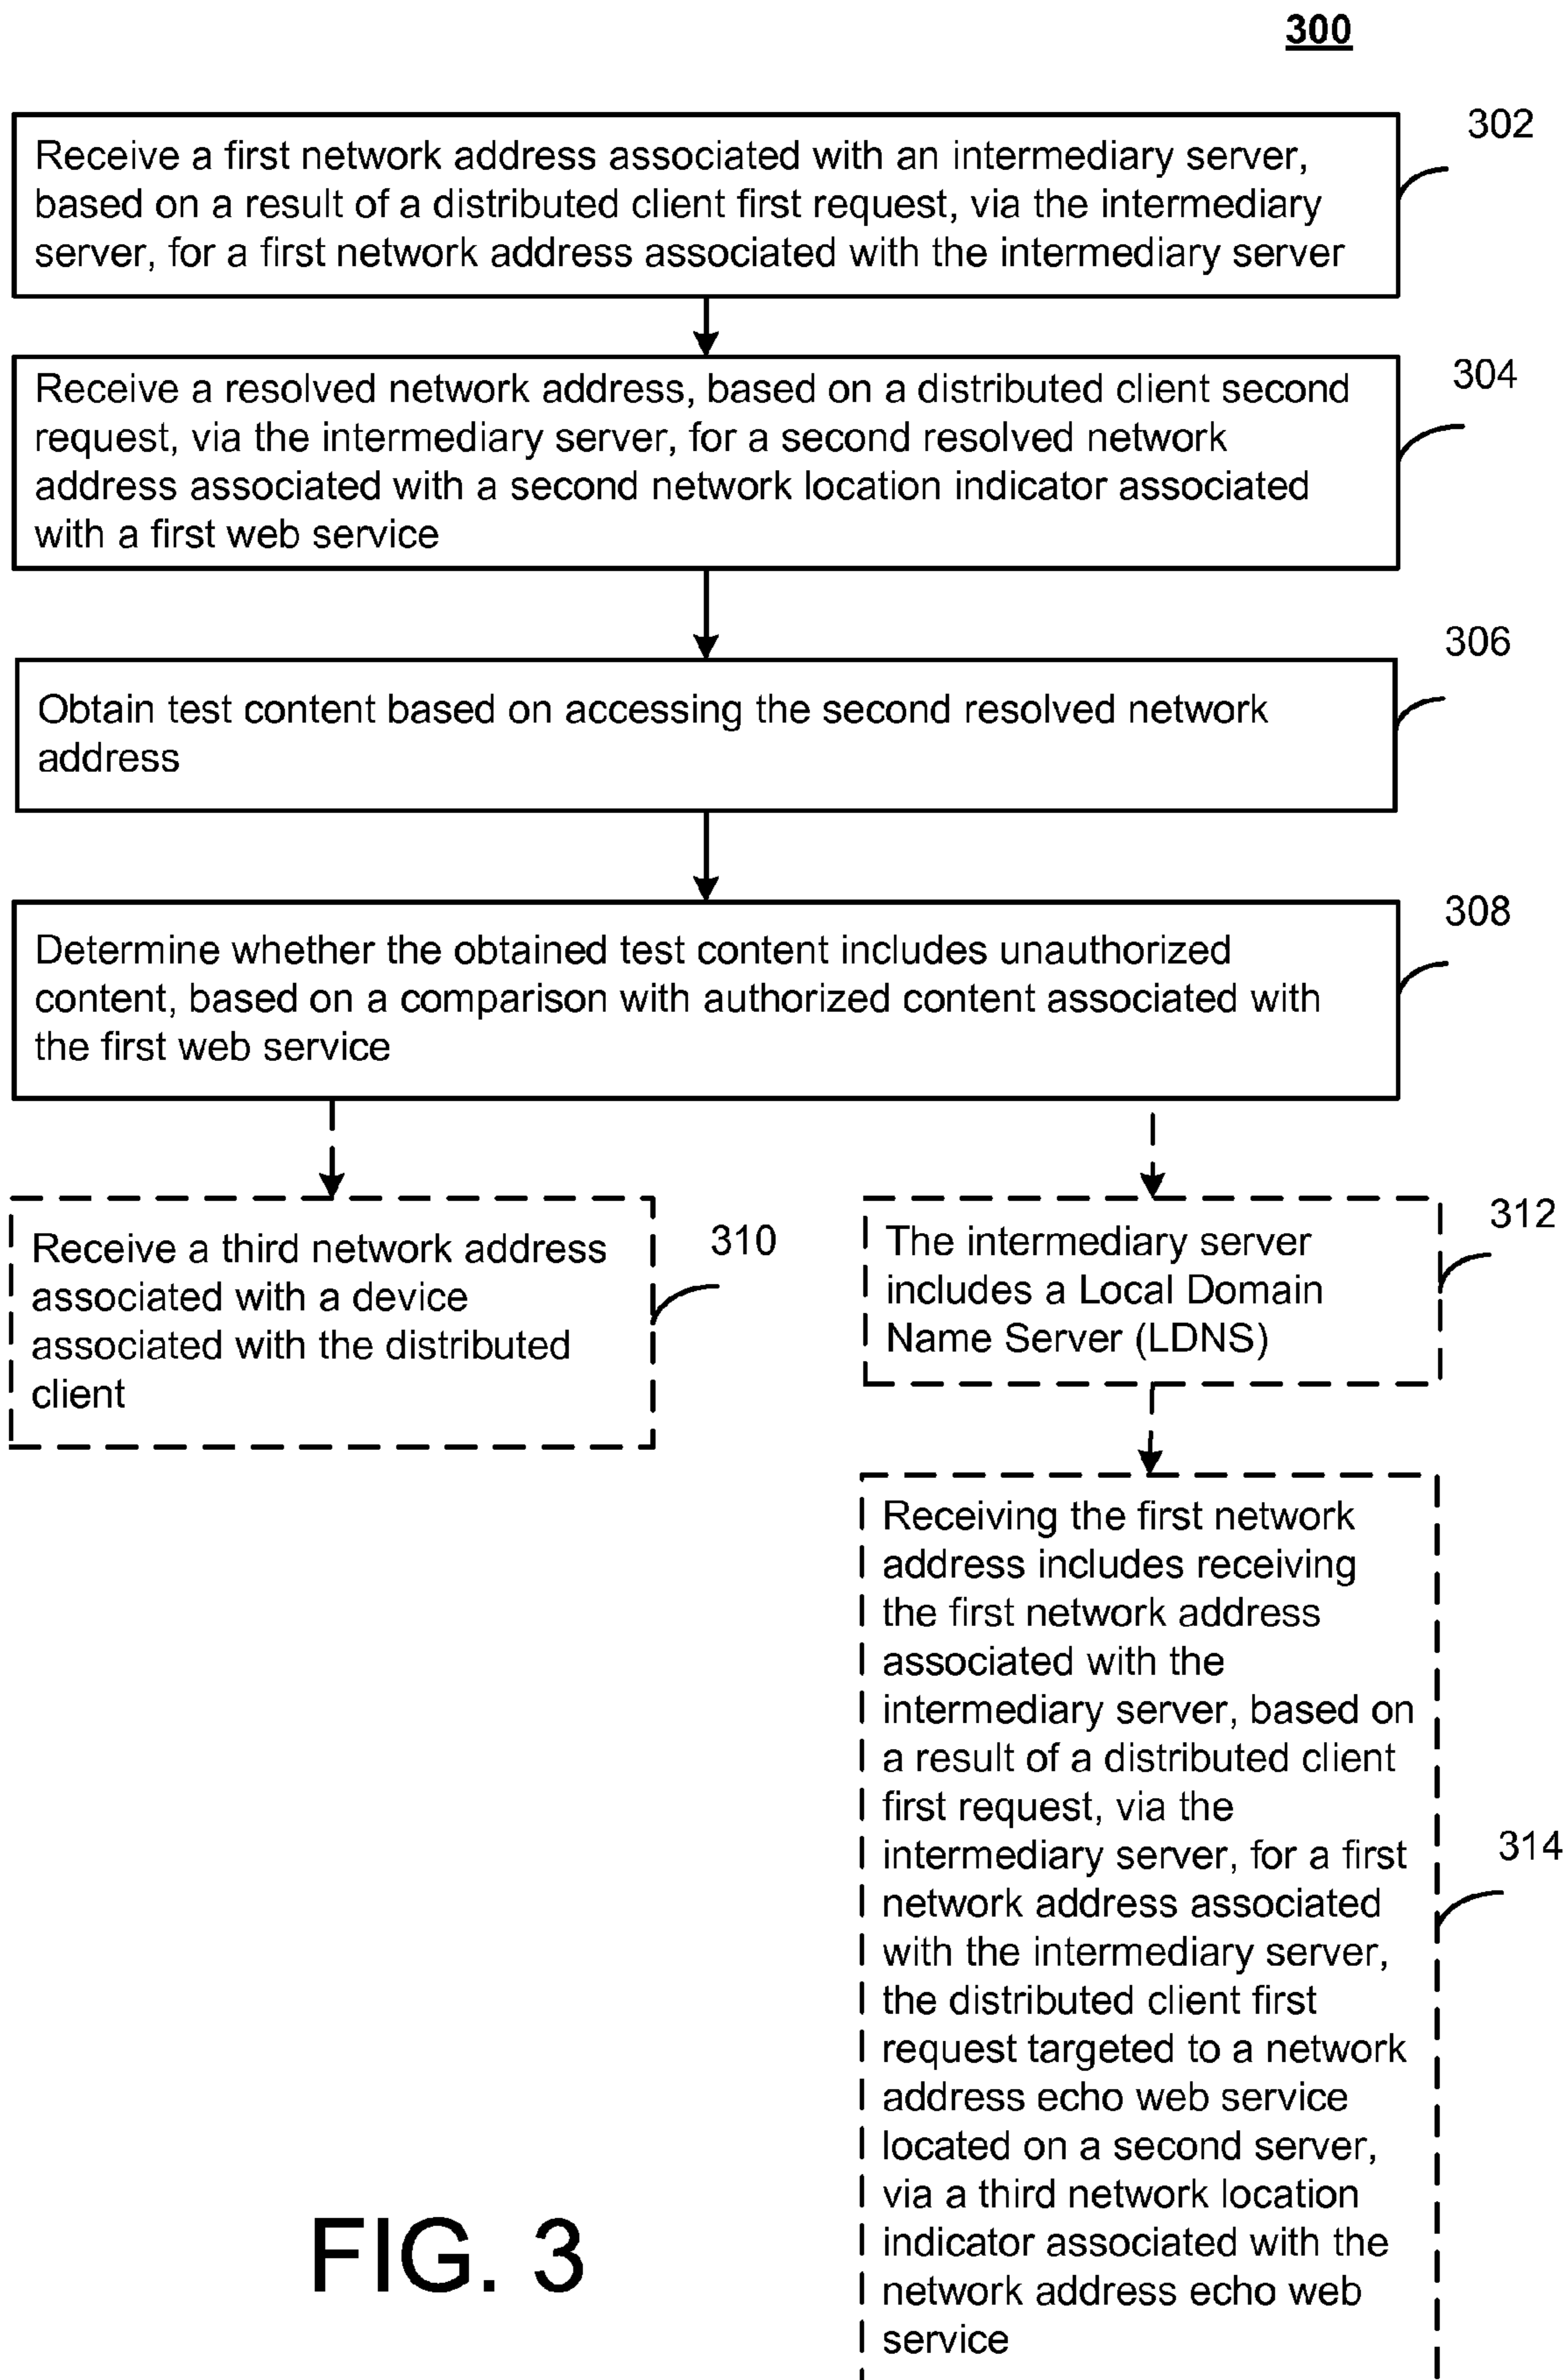 300
302
Receive a first network address associated with an intermediary server,
based on a result of a distributed client first request, via the intermediary
server, for a first network address associated with the intermediary server
304
Receive a resolved network address, based on a distributed client second
request, via the intermediary server, for a second resolved network
address associated with a second network location indicator associated
with a first web service
306
Obtain test content based on accessing the second resolved network
address
308
Determine whether the obtained test content includes unauthorized
content, based on a comparison with authorized content associated with
the first web service
310
Receive a third network address
associated with a device
associated with the distributed
client
312
The intermediary server
includes a Local Domain
Name Server (LDNS)
314
Receiving the first network
address includes receiving
the first network address
associated with the
intermediary server, based on
a result of a distributed client
first request, via the
intermediary server, for a first
network address associated
with the intermediary server,
the distributed client first
request targeted to a network
address echo web service
located on a second server,
via a third network location
indicator associated with the
network address echo web
service
FIG. 3